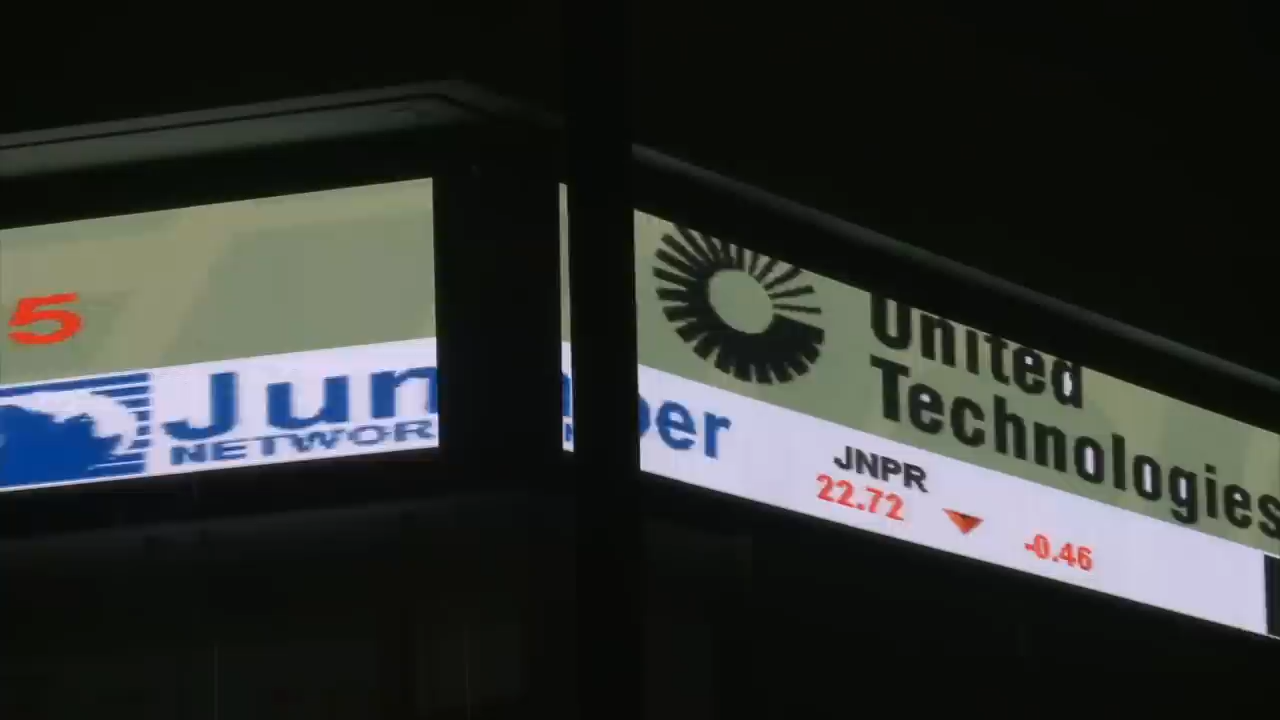 5
Jun per
NETWOR
United
Technologies
JNPR
22.72 -0.46